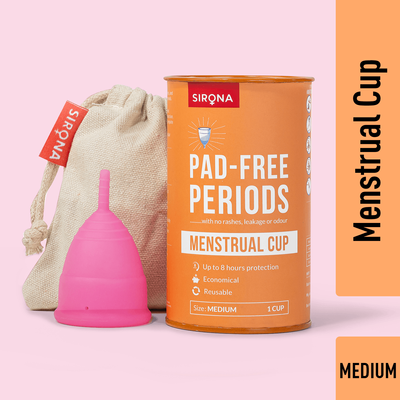 SIRONA
SIRONA
PAD-FREE
PERIODS
......with no rashes, leakage or odour
MENSTRUAL CUP
Up to 8 hours protection
Economical
Reusable
Size: MEDIUM
1 CUP
Menstrual Cup
MEDIUM